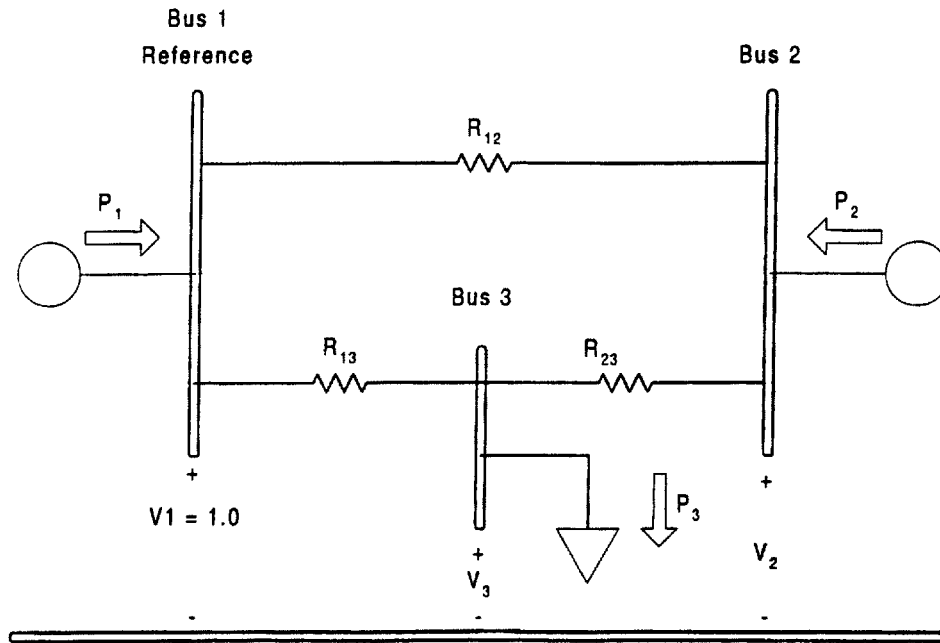 Bus 1
Reference
Bus 2
R₁₂
P₁
P₂
Bus 3
R₁₃
R₂₃
+
V1 = 1.0
-
+
V₃
-
P₃
+
V₂
-